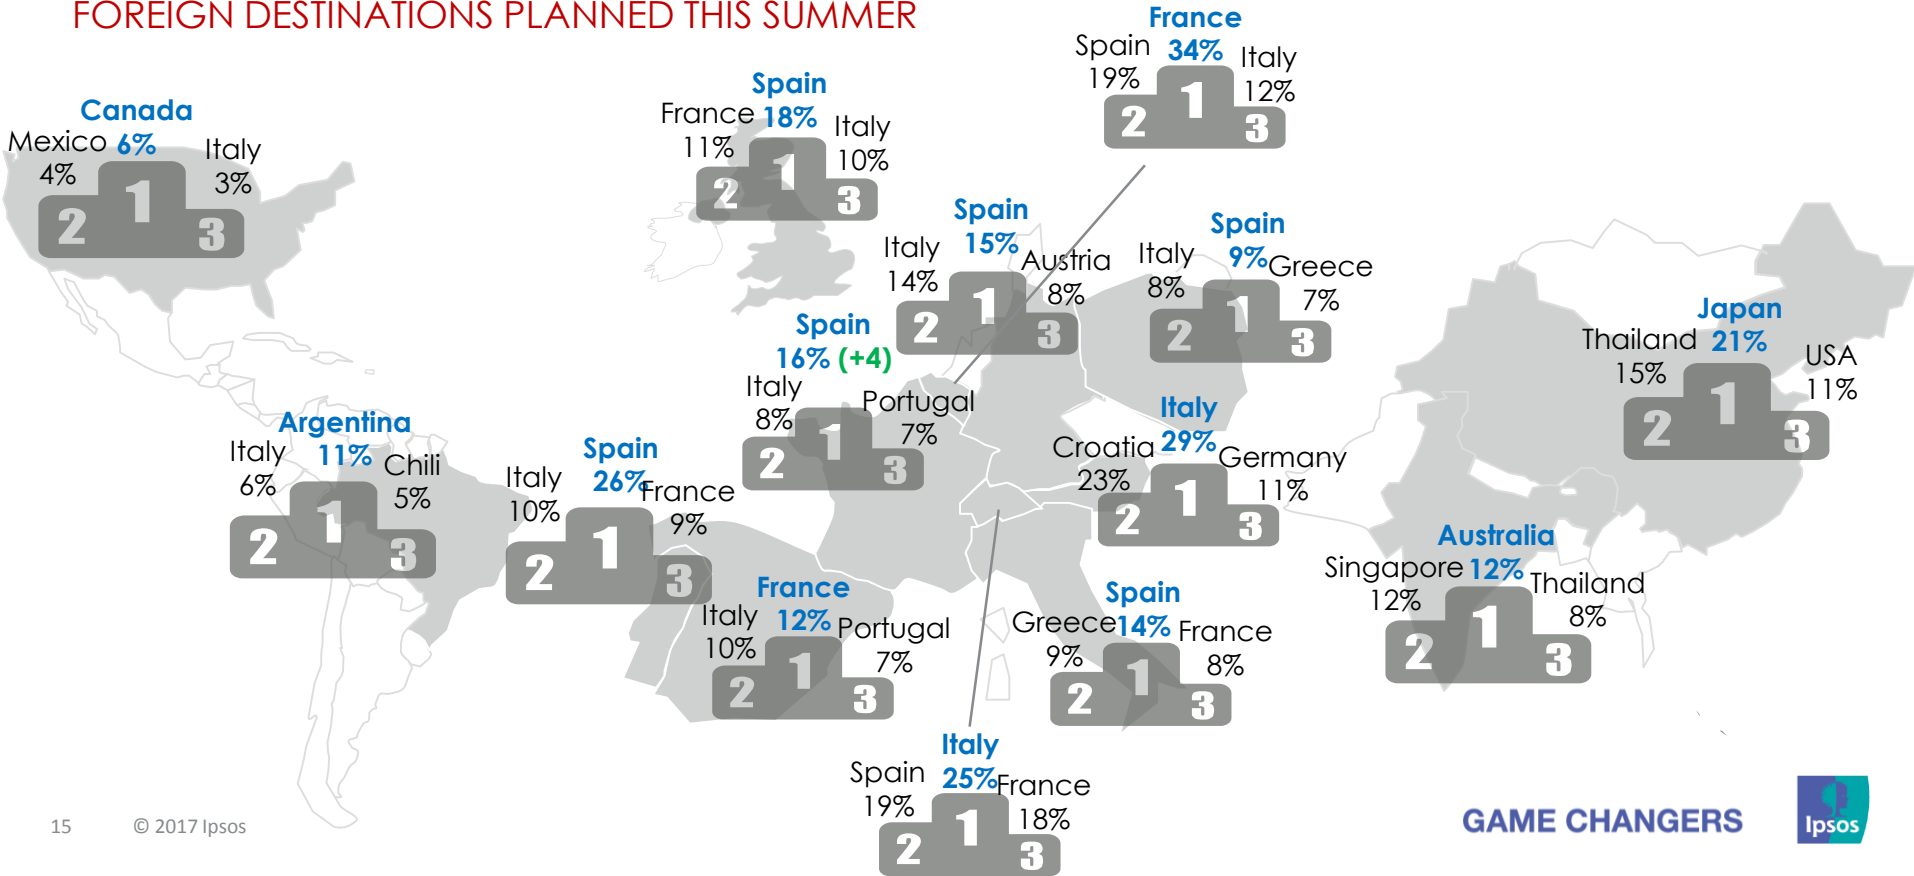 FOREIGN DESTINATIONS PLANNED THIS SUMMER
Canada
6%
Mexico
4%
Italy
3%
1
2
3
Spain
18%
France
11%
Italy
10%
1
2
3
France
34%
Spain
19%
Italy
12%
1
2
3
Spain
15%
Italy
14%
Austria
8%
1
2
3
Spain
9%
Italy
8%
Greece
7%
1
2
3
Japan
21%
Thailand
15%
USA
11%
1
2
3
Spain
16% (+4)
Italy
8%
Portugal
7%
1
2
3
Argentina
11%
Italy
6%
Chili
5%
1
2
3
Spain
26%
Italy
10%
France
9%
1
2
3
Italy
29%
Croatia
23%
Germany
11%
1
2
3
Australia
12%
Singapore
12%
Thailand
8%
1
2
3
France
12%
Italy
10%
Portugal
7%
1
2
3
Spain
14%
Greece
9%
France
8%
1
2
3
Italy
25%
Spain
19%
France
18%
1
2
3
15
© 2017 Ipsos
GAME CHANGERS
Ipsos